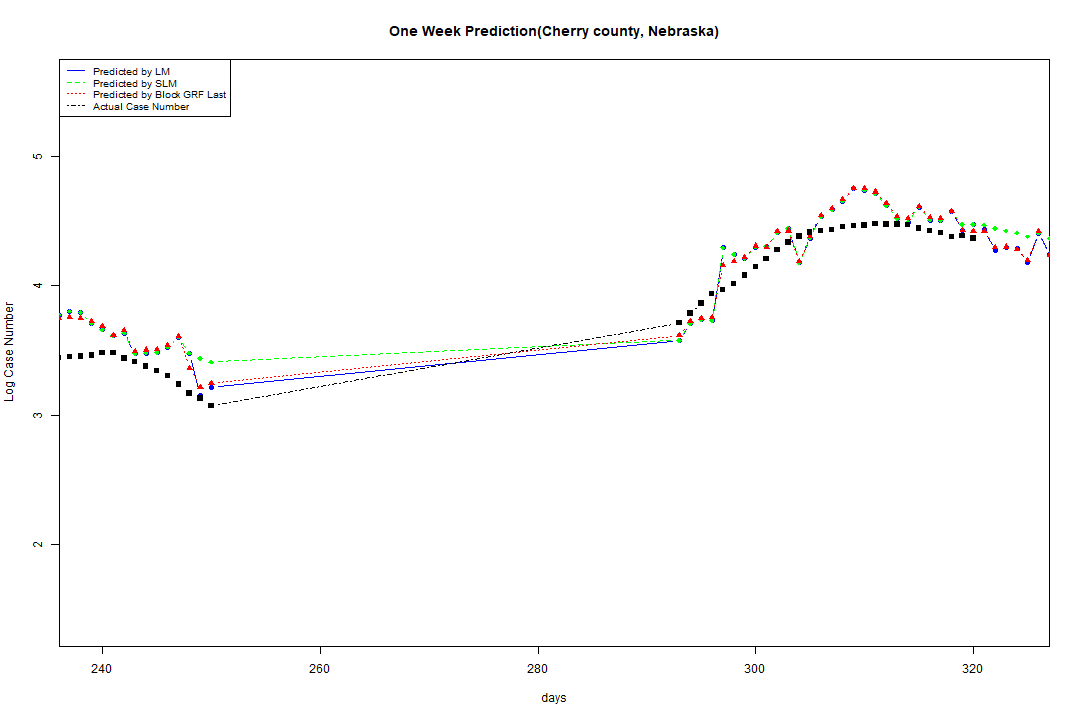 One Week Prediction(Cherry county, Nebraska)
Predicted by LM
Predicted by SLM
Predicted by Block GRF Last
Actual Case Number
5
4
3
2
Log Case Number
240 260 280 300 320
days